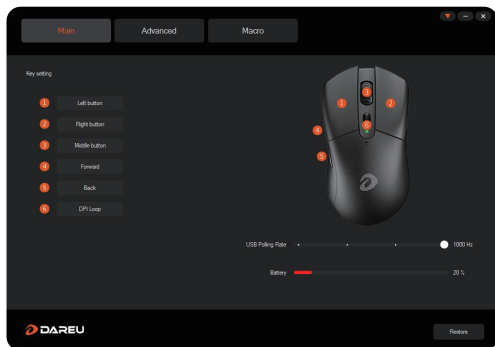 Main Advanced Macro
Key setting
1 Left button
2 Right button
3 Middle button
4 Forward
5 Back
6 DPI Loop
1 3 2
6
4
5
USB Polling Rate 1000 Hz
Battery 20 %
DAREU
Restore